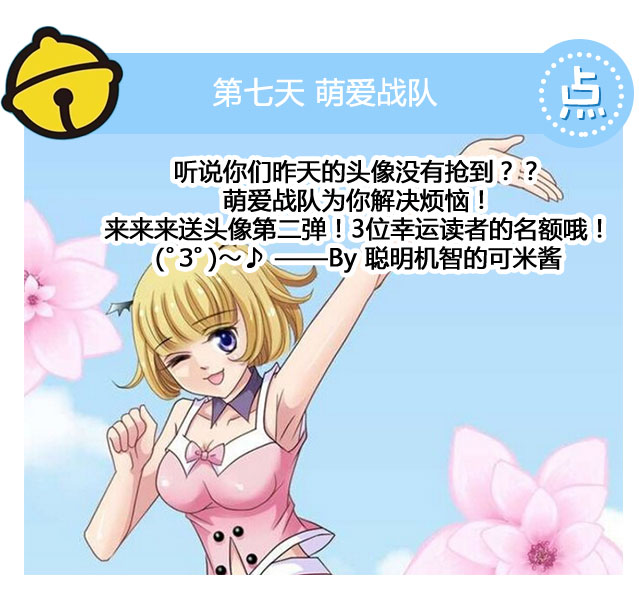 第七天 萌爱战队
点
听说你们昨天的头像没有抢到？？
萌爱战队为你解决烦恼！
来来来送头像第二弹！3位幸运读者的名额哦！
(ﾟ3ﾟ)～♪ ——By 聪明机智的可米酱